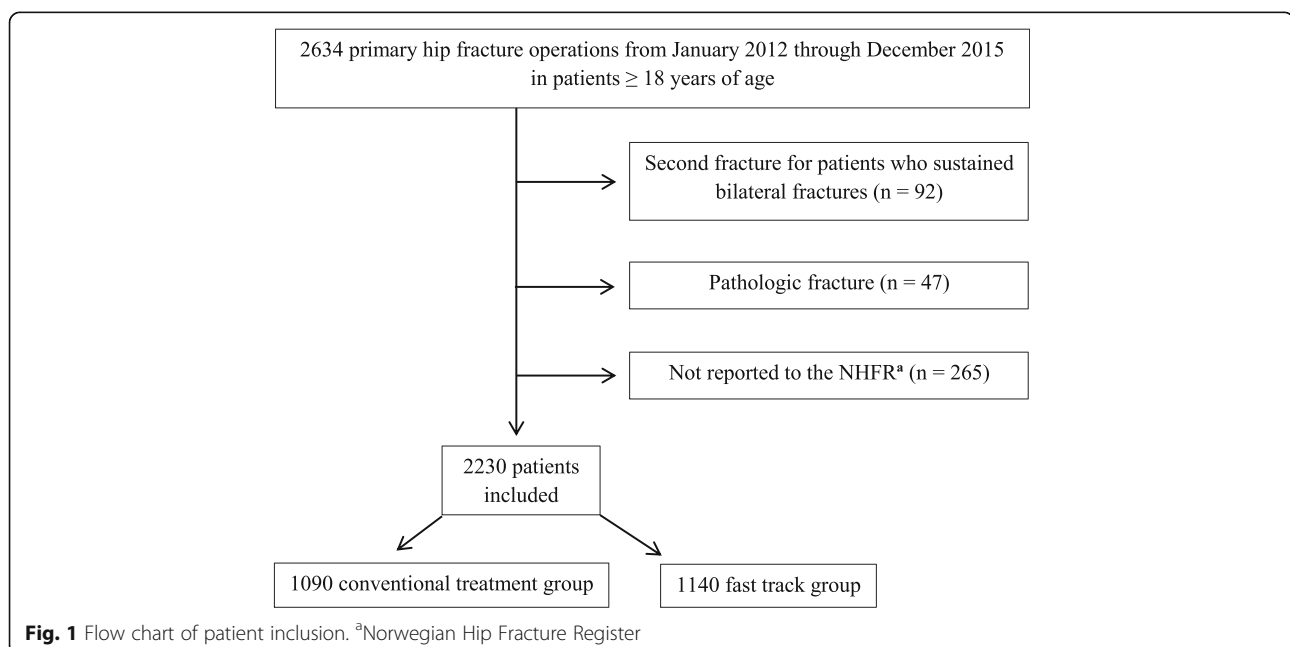 2634 primary hip fracture operations from January 2012 through December 2015
in patients ≥ 18 years of age
Second fracture for patients who sustained
bilateral fractures (n = 92)
Pathologic fracture (n = 47)
Not reported to the NHFRᵃ (n = 265)
2230 patients
included
1090 conventional treatment group
1140 fast track group
Fig. 1 Flow chart of patient inclusion. ᵃNorwegian Hip Fracture Register